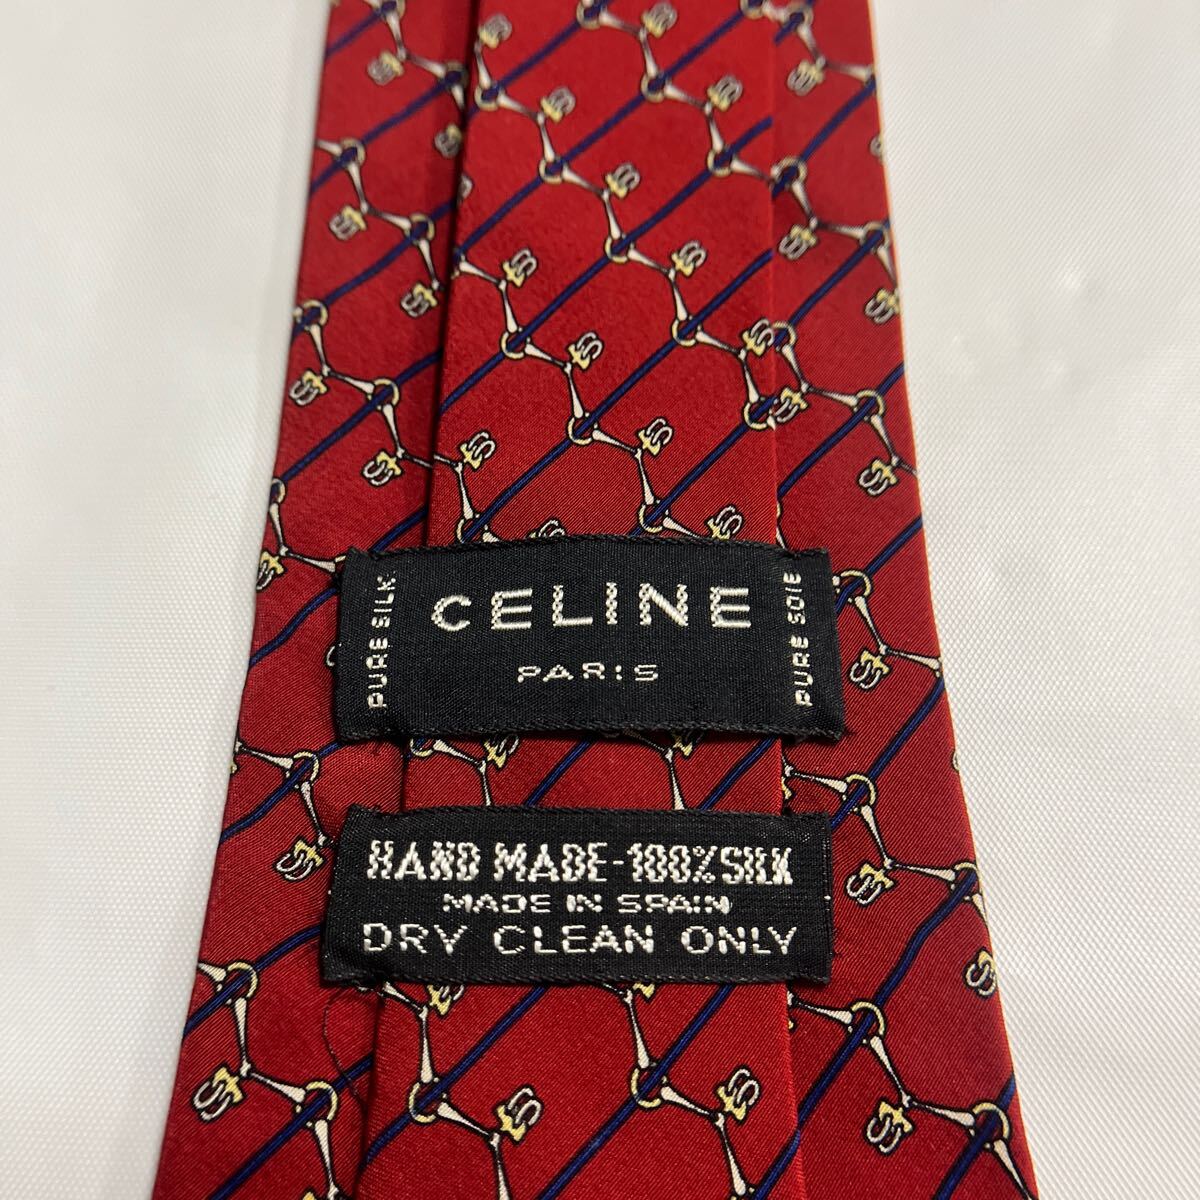 PURE SILK
CELINE
PARIS
PURE SOIE
HAND MADE-100%SILK
MADE IN SPAIN
DRY CLEAN ONLY